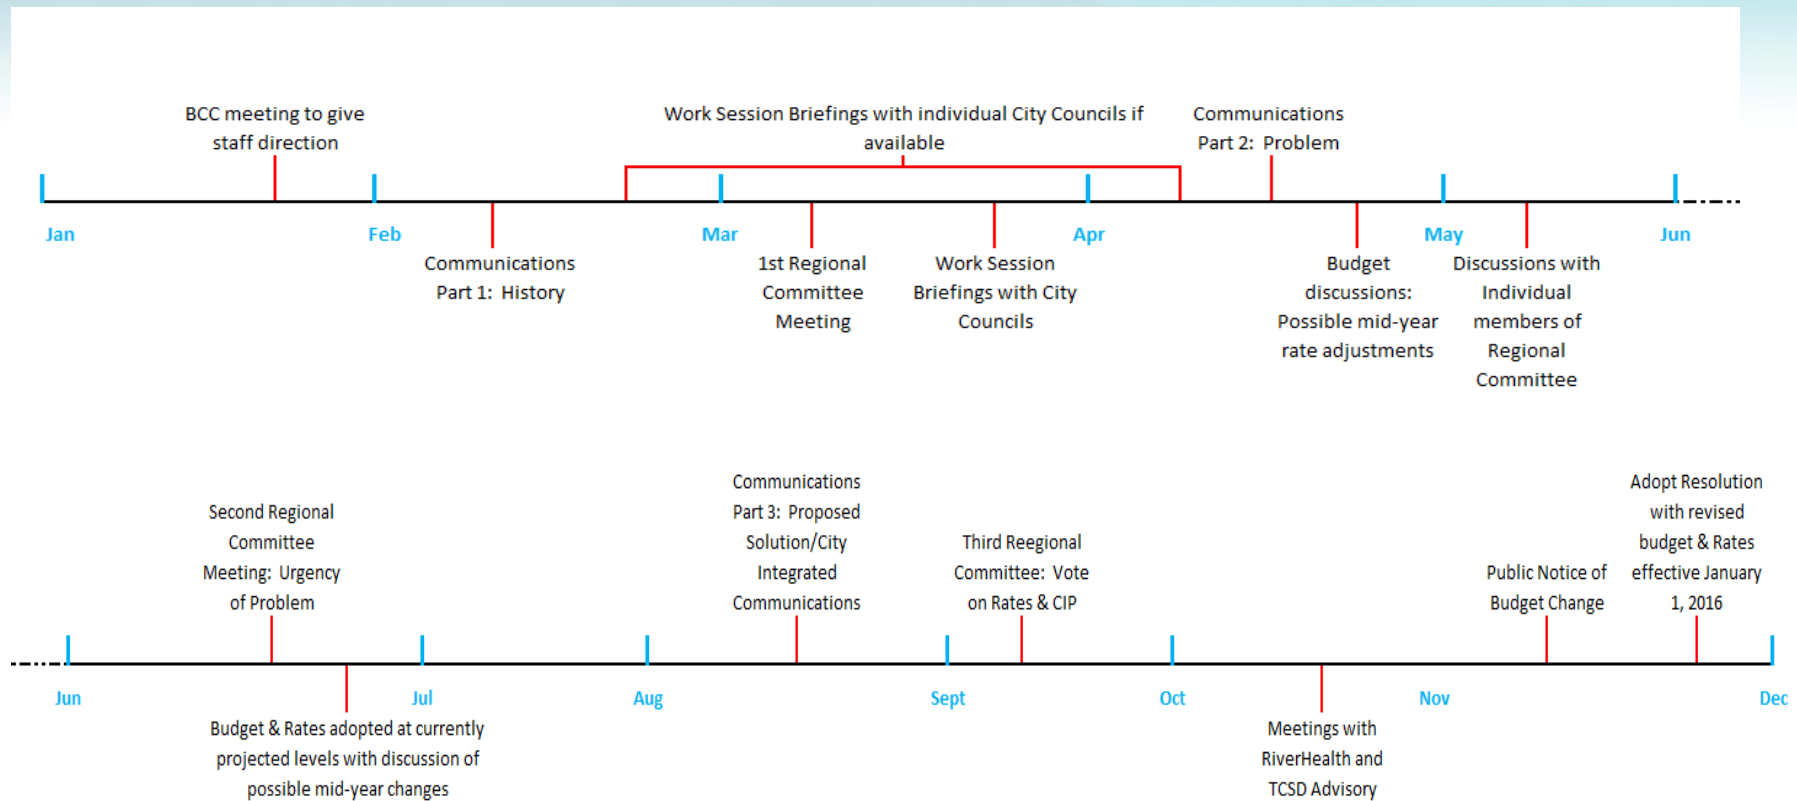 BCC meeting to give
staff direction
Work Session Briefings with individual City Councils if
available
Communications
Part 2:  Problem
Jan
Feb
Mar
Apr
May
Jun
Communications
Part 1:  History
1st Regional
Committee
Meeting
Work Session
Briefings with City
Councils
Budget
discussions:
Possible mid-year
rate adjustments
Discussions with
Individual
members of
Regional
Committee
Second Regional
Committee
Meeting:  Urgency
of Problem
Communications
Part 3:  Proposed
Solution/City
Integrated
Communications
Third Reegional
Committee:  Vote
on Rates & CIP
Public Notice of
Budget Change
Adopt Resolution
with revised
budget & Rates
effective January
1, 2016
Jun
Jul
Aug
Sept
Oct
Nov
Dec
Budget & Rates adopted at currently
projected levels with discussion of
possible mid-year changes
Meetings with
RiverHealth and
TCSD Advisory